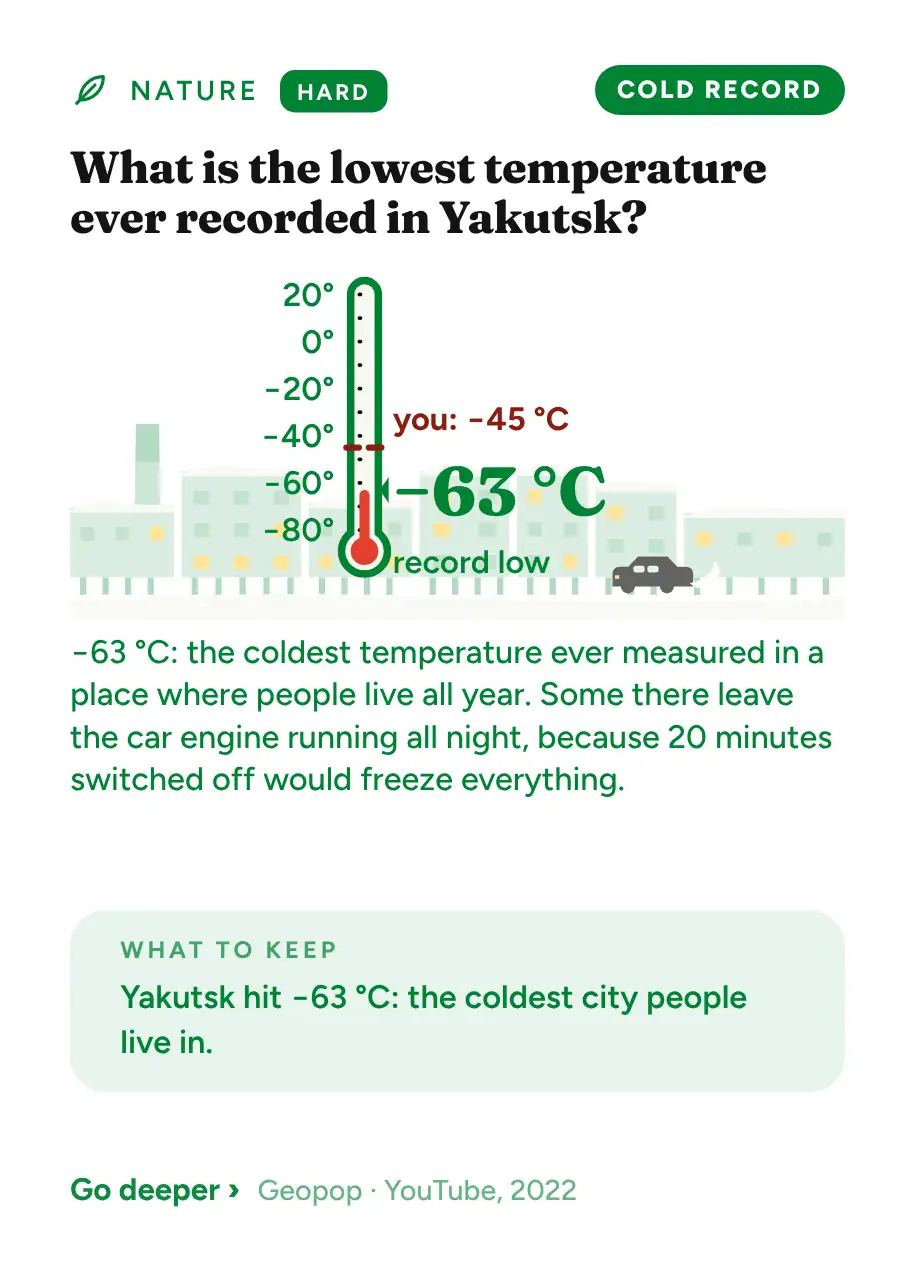 NATURE HARD COLD RECORD
What is the lowest temperature
ever recorded in Yakutsk?
20°
0°
−20°
you: −45 °C
−40°
−60°
−63 °C
−80°
record low
−63 °C: the coldest temperature ever measured in a
place where people live all year. Some there leave
the car engine running all night, because 20 minutes
switched off would freeze everything.
WHAT TO KEEP
Yakutsk hit −63 °C: the coldest city people
live in.
Go deeper › Geopop · YouTube, 2022